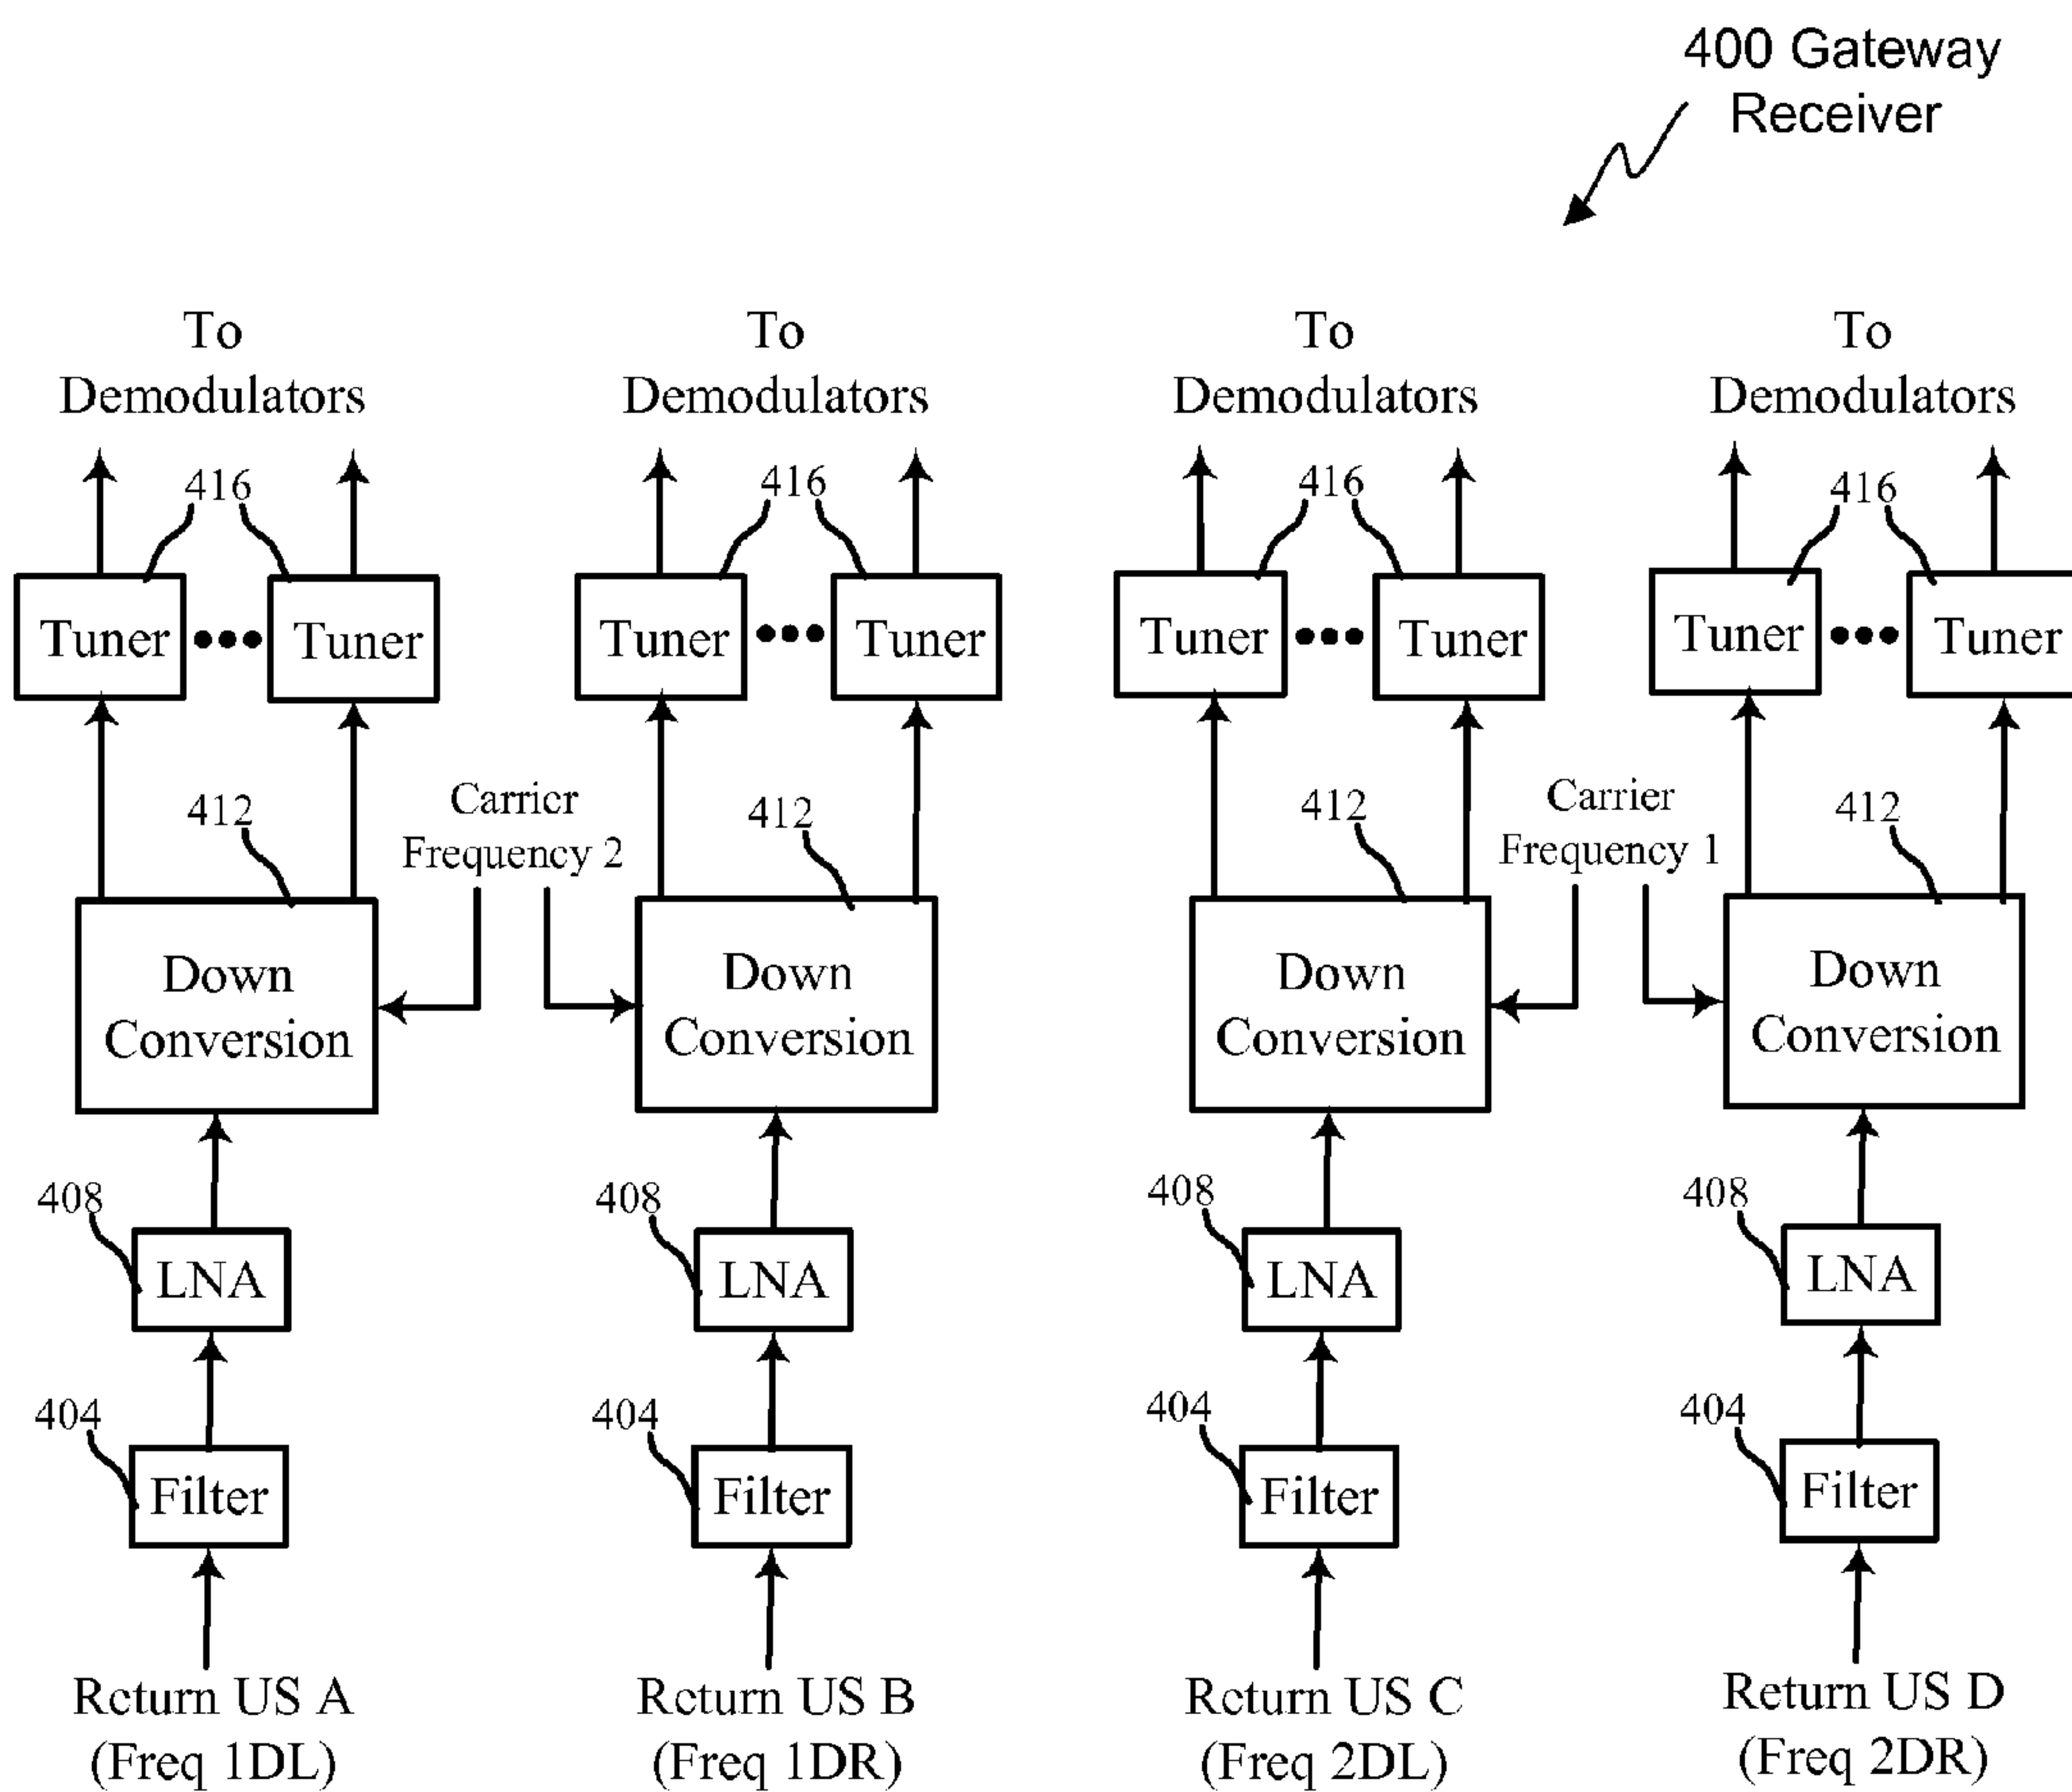 400 Gateway
Receiver
To
Demodulators
To
Demodulators
To
Demodulators
To
Demodulators
416
416
416
416
Tuner
Tuner
Tuner
Tuner
Tuner
Tuner
Tuner
Tuner
412
Carrier
Frequency 2
412
412
Carrier
Frequency 1
412
Down
Conversion
Down
Conversion
Down
Conversion
Down
Conversion
408
408
408
408
LNA
LNA
LNA
LNA
404
404
404
404
Filter
Filter
Filter
Filter
Return US A
(Freq 1DL)
Return US B
(Freq 1DR)
Return US C
(Freq 2DL)
Return US D
(Freq 2DR)